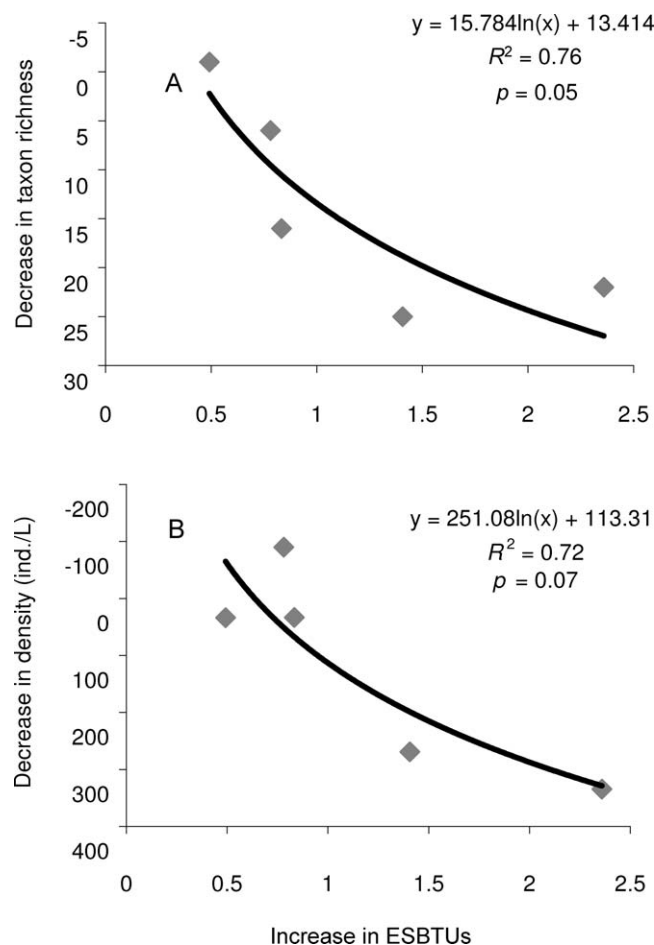 -5
0
5
10
15
20
25
30
Decrease in taxon richness
A
y = 15.784ln(x) + 13.414
R² = 0.76
p = 0.05
0
0.5
1
1.5
2
2.5
-200
-100
0
100
200
300
400
Decrease in density (ind./L)
B
y = 251.08ln(x) + 113.31
R² = 0.72
p = 0.07
0
0.5
1
1.5
2
2.5
Increase in ESBTUs